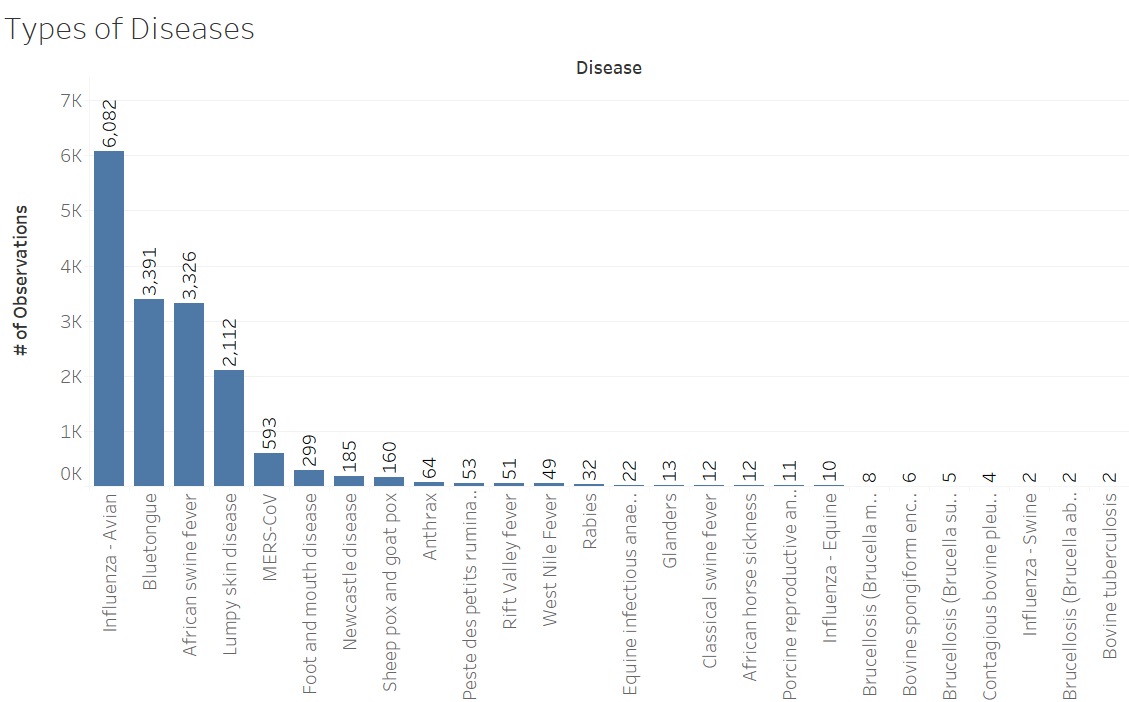 Types of Diseases
Disease
# of Observations
7K
6K
5K
4K
3K
2K
1K
0K
6,082
3,391
3,326
2,112
593
299
185
160
64
53
51
49
32
22
13
12
12
11
10
8
6
5
4
2
2
2
Influenza - Avian
Bluetongue
African swine fever
Lumpy skin disease
MERS-CoV
Foot and mouth disease
Newcastle disease
Sheep pox and goat pox
Anthrax
Peste des petits rumina..
Rift Valley fever
West Nile Fever
Rabies
Equine infectious anae..
Glanders
Classical swine fever
African horse sickness
Porcine reproductive an..
Influenza - Equine
Brucellosis (Brucella m..
Bovine spongiform enc..
Brucellosis (Brucella su..
Contagious bovine pleu..
Influenza - Swine
Brucellosis (Brucella ab..
Bovine tuberculosis